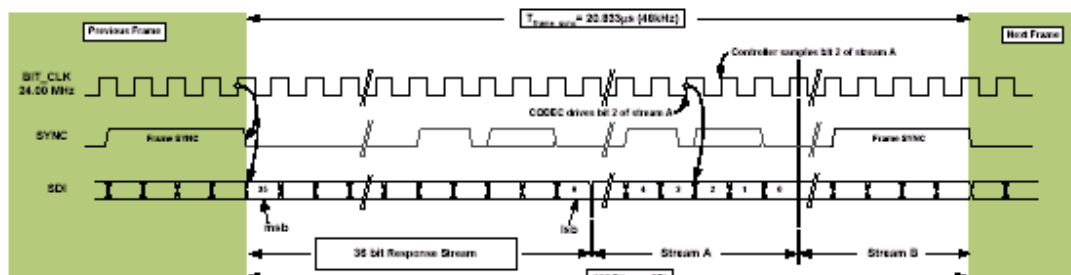 T frame_sync = 20.833µs (48kHz)
Previous Frame
Next Frame
Controller samples bit 2 of stream A
BIT_CLK
24.00 MHz
CODEC drives bit 2 of stream A
SYNC
Frame SYNC
Frame SYNC
SDI
35
4 3 2 1 0
msb
lsb
36 bit Response Stream
Stream A
Stream B